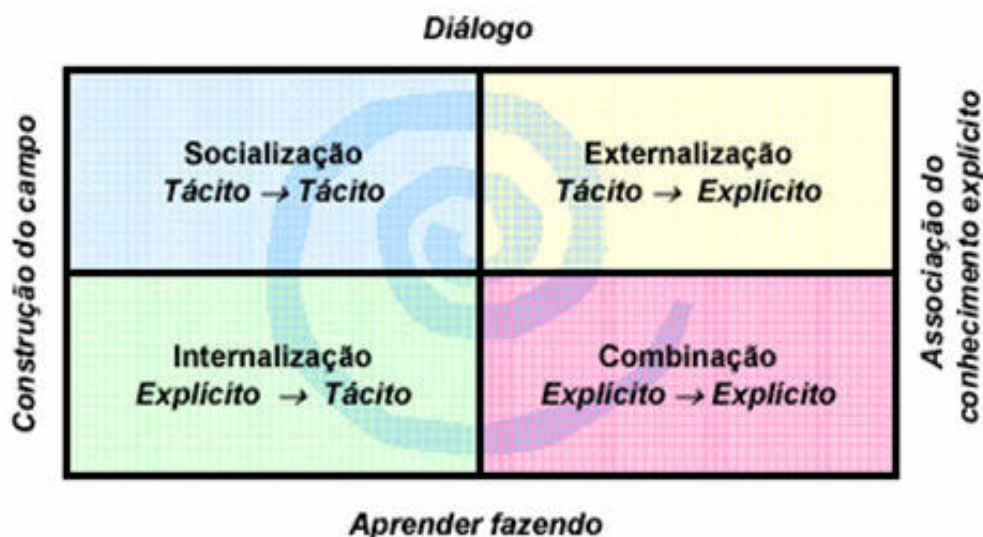 Diálogo
Construção do campo
Socialização
Tácito → Tácito
Externalização
Tácito → Explícito
Internalização
Explícito → Tácito
Combinação
Explícito → Explícito
Associação do
conhecimento explícito
Aprender fazendo